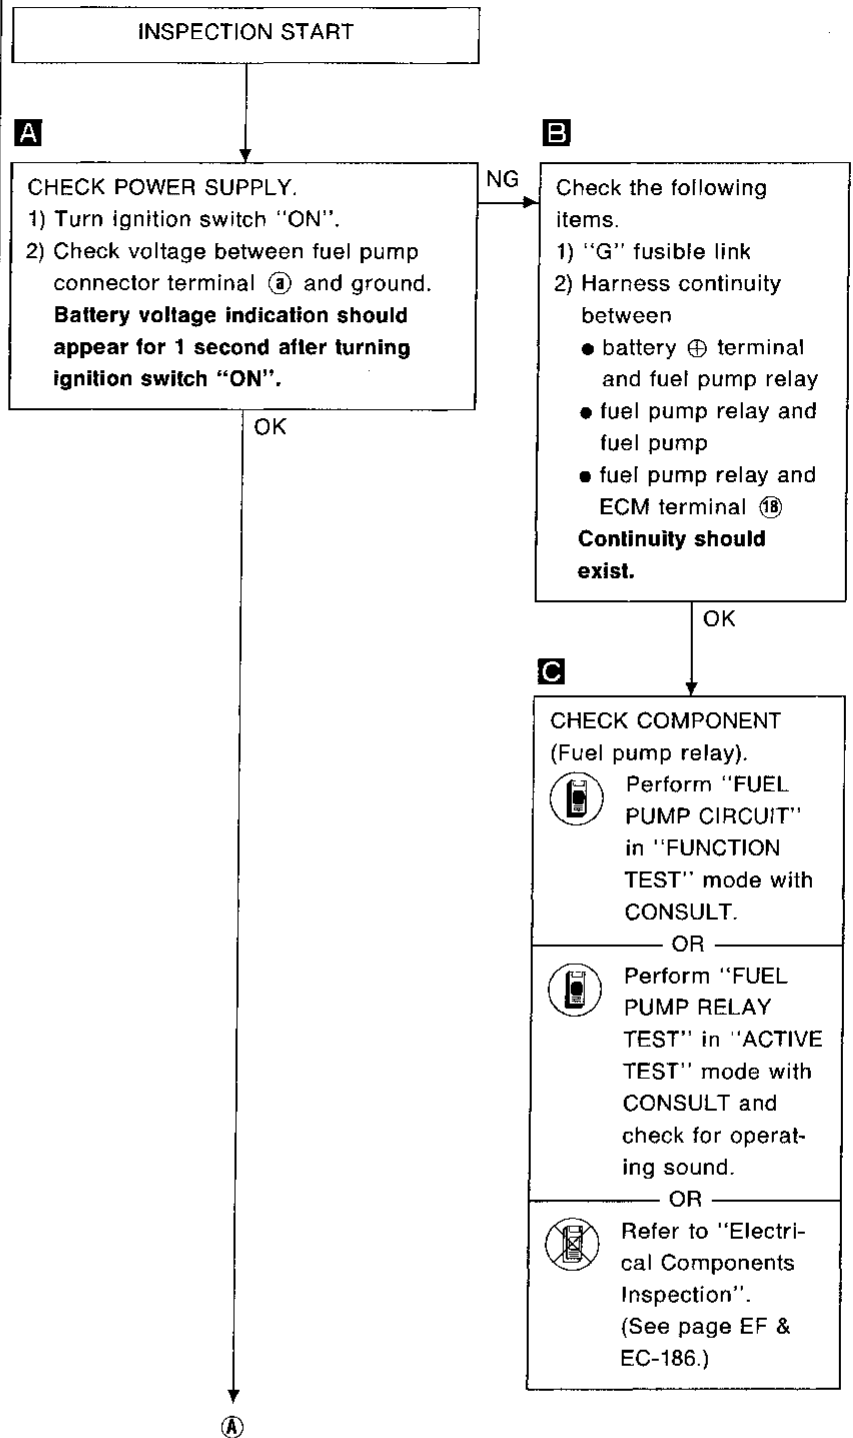 INSPECTION START
A
CHECK POWER SUPPLY.
1) Turn ignition switch "ON".
2) Check voltage between fuel pump
connector terminal ⓐ and ground.
Battery voltage indication should
appear for 1 second after turning
ignition switch "ON".
NG
OK
B
Check the following
items.
1) "G" fusible link
2) Harness continuity
between
● battery ⊕ terminal
and fuel pump relay
● fuel pump relay and
fuel pump
● fuel pump relay and
ECM terminal ⑱
Continuity should
exist.
OK
C
CHECK COMPONENT
(Fuel pump relay).
Perform "FUEL
PUMP CIRCUIT"
in "FUNCTION
TEST" mode with
CONSULT.
OR
Perform "FUEL
PUMP RELAY
TEST" in "ACTIVE
TEST" mode with
CONSULT and
check for operat-
ing sound.
OR
Refer to "Electri-
cal Components
Inspection".
(See page EF &
EC-186.)
Ⓐ